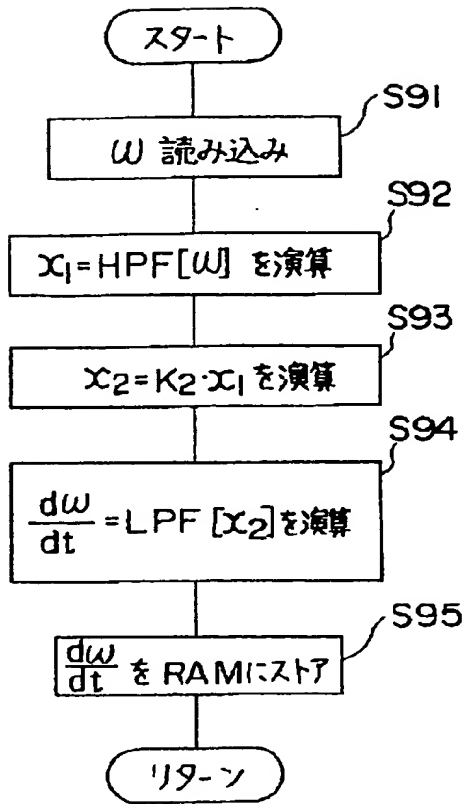 スタート
S91
ω 読み込み
S92
x₁=HPF[ω] を演算
S93
x₂=K₂·x₁ を演算
S94
dω/dt =LPF [x₂]を演算
S95
dω/dt を RAMにストア
リターン